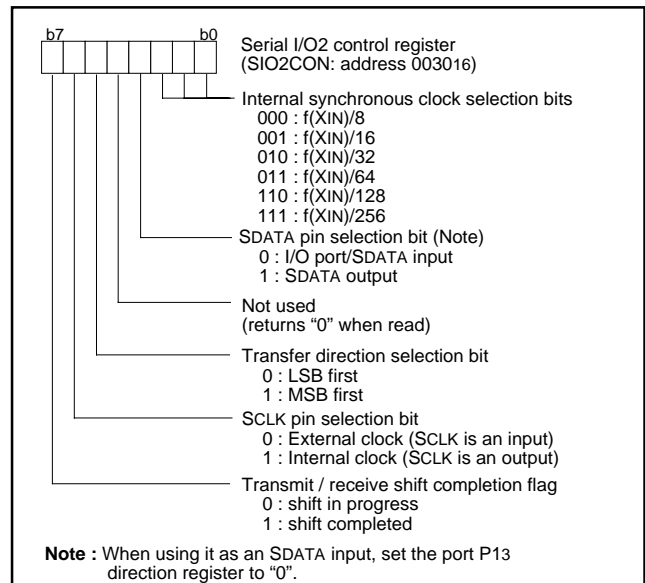 b7 b0
Serial I/O2 control register
(SIO2CON: address 003016)
Internal synchronous clock selection bits
000 : f(XIN)/8
001 : f(XIN)/16
010 : f(XIN)/32
011 : f(XIN)/64
110 : f(XIN)/128
111 : f(XIN)/256
SDATA pin selection bit (Note)
0 : I/O port/SDATA input
1 : SDATA output
Not used
(returns “0” when read)
Transfer direction selection bit
0 : LSB first
1 : MSB first
SCLK pin selection bit
0 : External clock (SCLK is an input)
1 : Internal clock (SCLK is an output)
Transmit / receive shift completion flag
0 : shift in progress
1 : shift completed
Note : When using it as an SDATA input, set the port P13
direction register to “0”.